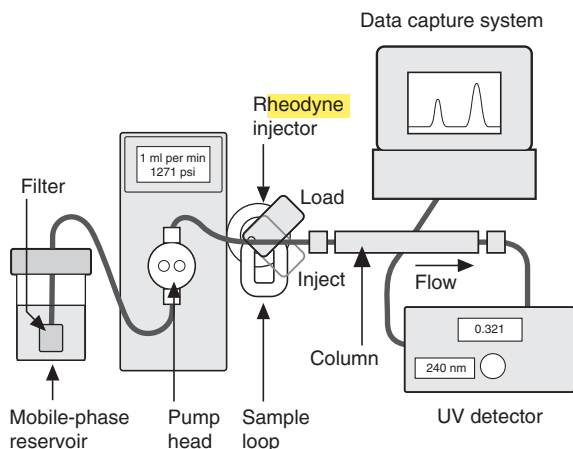 Data capture system
Rheodyne
injector
1 ml per min
1271 psi
Filter
Load
Inject
Flow
0.321
Column
240 nm
Mobile-phase
reservoir
Pump
head
Sample
loop
UV detector